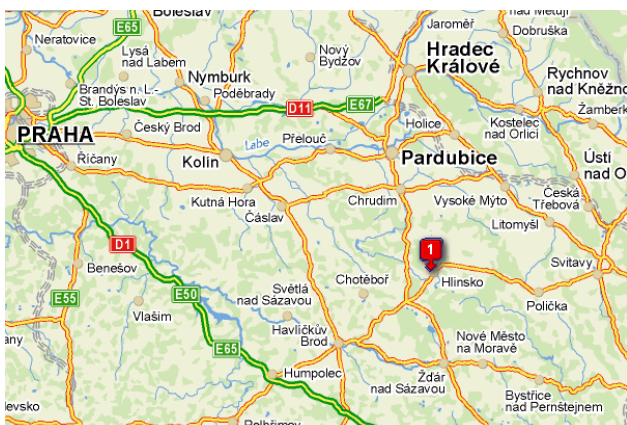 Boleslav
nad Metují
E65
Jaroměř
Dobruška
Neratovice
Lysá
nad Labem
Nový
Bydžov
Hradec
Králové
Nymburk
Rychnov
nad Kněžno
Brandýs n. L.-
St. Boleslav
Poděbrady
D11
E67
Žamberk
PRAHA
Český Brod
Labe
Přelouč
Holice
Kostelec
nad Orlicí
Říčany
Kolín
Pardubice
Ústí
nad O
Kutná Hora
Čáslav
Chrudim
Vysoké Mýto
Česká
Třebová
Litomyšl
D1
1
Benešov
Svitavy
Chotěboř
Hlinsko
E55
E50
Světlá
nad Sázavou
Polička
Vlašim
Havlíčkův
Brod
Nové Město
na Moravě
any
E65
Humpolec
Žďár
nad Sázavou
Bystřice
nad Pernštejnem
levsko
Pelhřimov